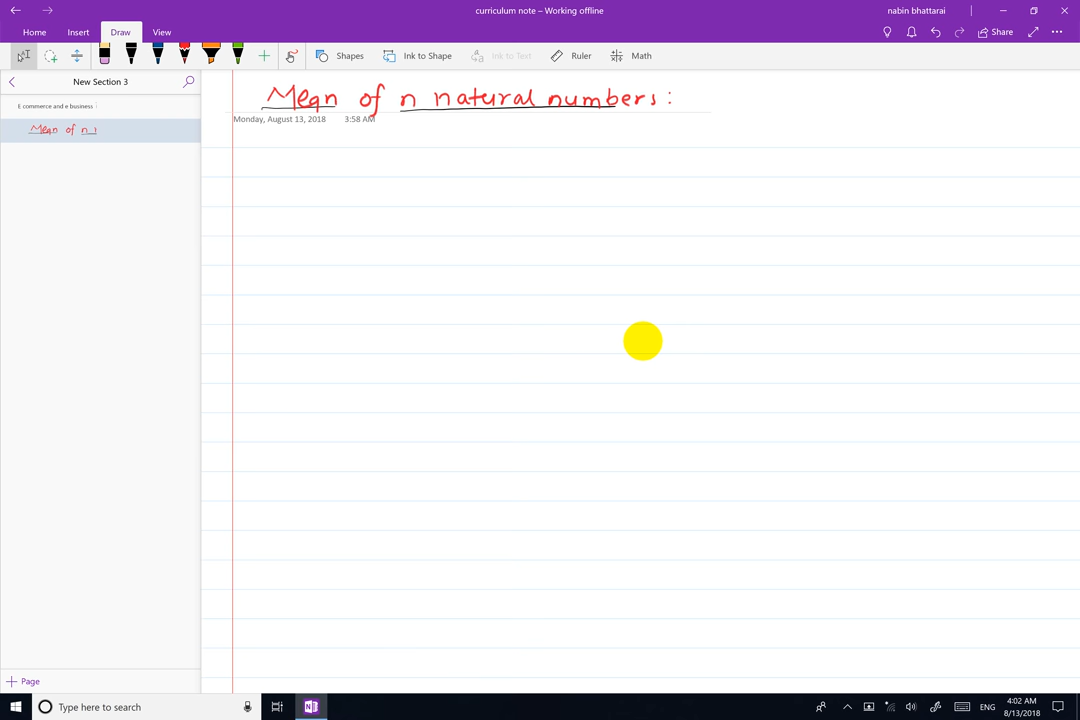 curriculum note – Working offline
nabin bhattarai
Home Insert Draw View
Share
Shapes Ink to Shape Ink to Text Ruler Math
New Section 3
E commerce and e business
Mean of n
Mean of n natural numbers:
Monday, August 13, 2018 3:58 AM
Page
Type here to search
ENG
4:02 AM
8/13/2018